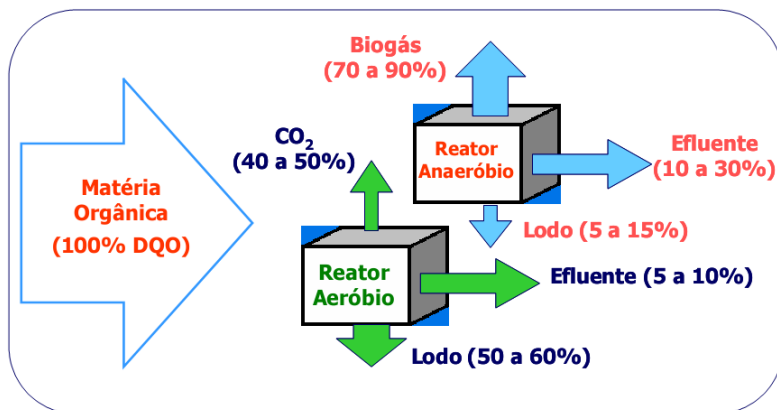 Matéria
Orgânica
(100% DQO)
Biogás
(70 a 90%)
Reator
Anaeróbio
Efluente
(10 a 30%)
Lodo (5 a 15%)
CO₂
(40 a 50%)
Reator
Aeróbio
Efluente (5 a 10%)
Lodo (50 a 60%)